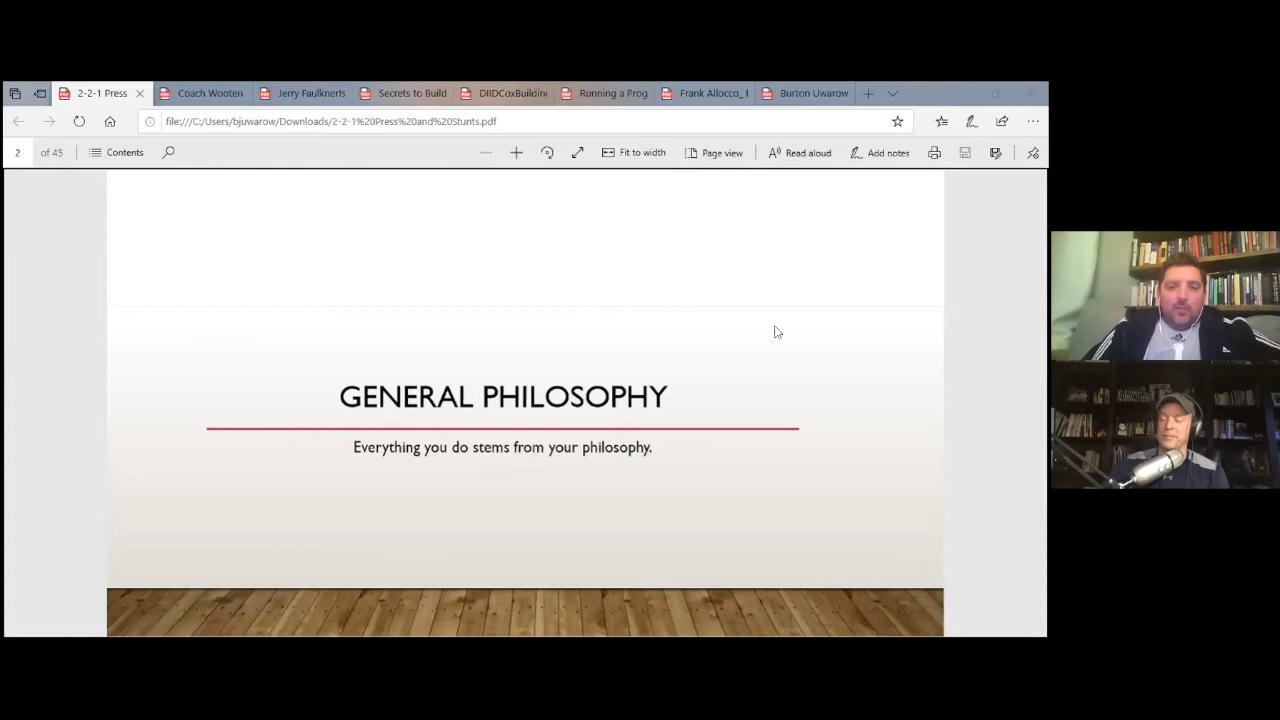 2-2-1 Press
Coach Wooten
Jerry FaulknerIs
Secrets to Build
DIIDCoxBuilding
Running a Prog
Frank Allocco_
Burton Uwarow
file:///C:/Users/bjuwarow/Downloads/2-2-1%20Press%20and%20Stunts.pdf
2 of 45
Contents
Fit to width
Page view
Read aloud
Add notes
GENERAL PHILOSOPHY
Everything you do stems from your philosophy.